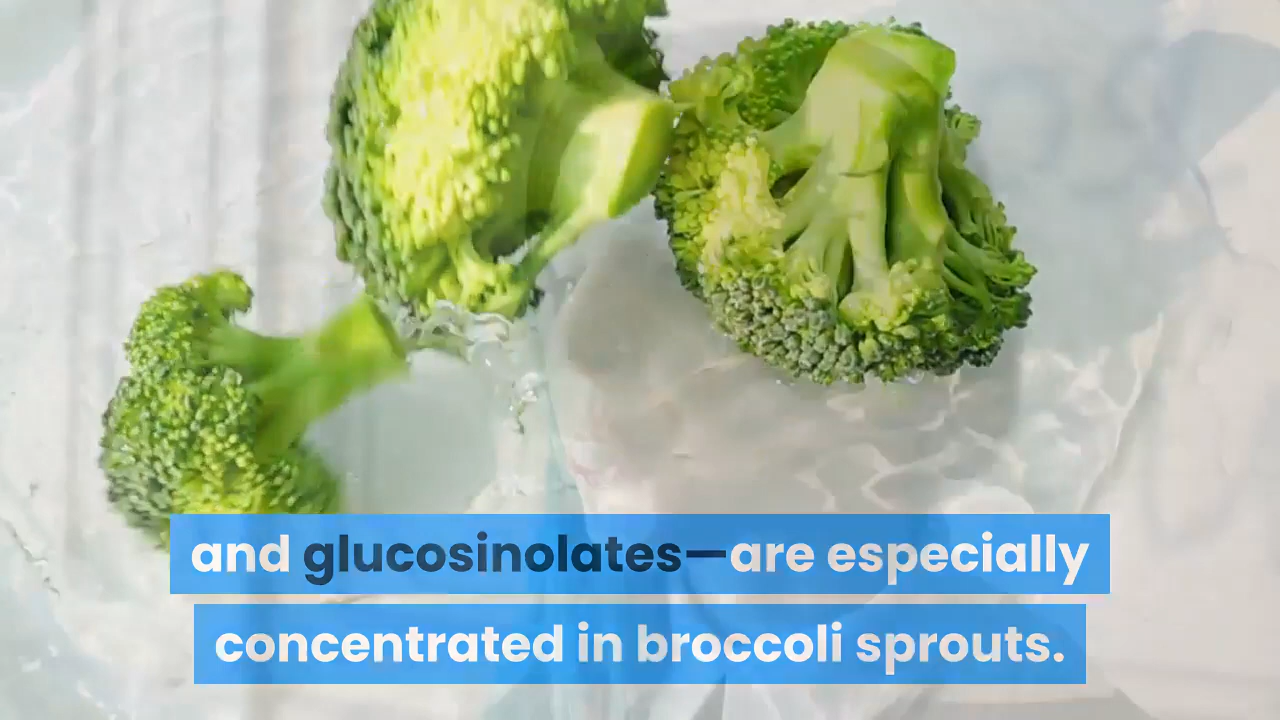 and glucosinolates—are especially
concentrated in broccoli sprouts.